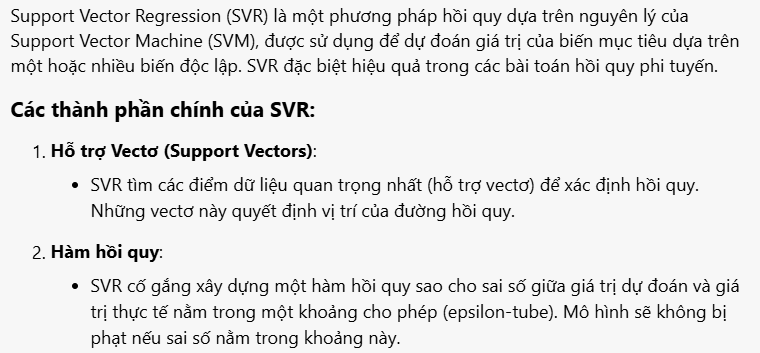 Support Vector Regression (SVR) là một phương pháp hồi quy dựa trên nguyên lý của
Support Vector Machine (SVM), được sử dụng để dự đoán giá trị của biến mục tiêu dựa trên
một hoặc nhiều biến độc lập. SVR đặc biệt hiệu quả trong các bài toán hồi quy phi tuyến.
Các thành phần chính của SVR:
1. Hỗ trợ Vectơ (Support Vectors):
• SVR tìm các điểm dữ liệu quan trọng nhất (hỗ trợ vectơ) để xác định hồi quy.
Những vectơ này quyết định vị trí của đường hồi quy.
2. Hàm hồi quy:
• SVR cố gắng xây dựng một hàm hồi quy sao cho sai số giữa giá trị dự đoán và giá
trị thực tế nằm trong một khoảng cho phép (epsilon-tube). Mô hình sẽ không bị
phạt nếu sai số nằm trong khoảng này.